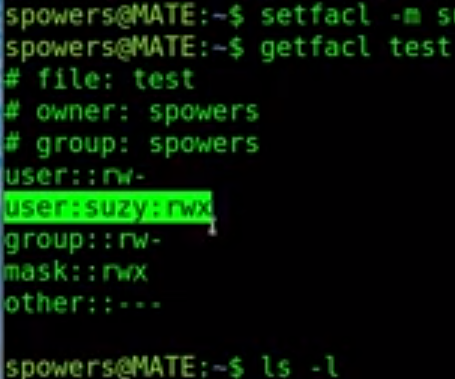 spowers@MATE:~$ setfacl -m
spowers@MATE:~$ getfacl test
# file: test
# owner: spowers
# group: spowers
user::rw-
user:suzy:rwx
group::rw-
mask::rwx
other::---
spowers@MATE:~$ ls -l